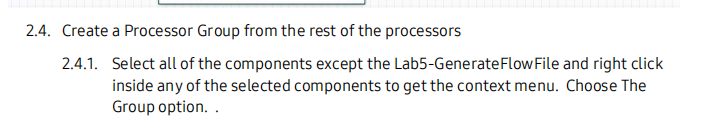 2.4. Create a Processor Group from the rest of the processors
2.4.1. Select all of the components except the Lab5-GenerateFlowFile and right click
inside any of the selected components to get the context menu. Choose The
Group option. .